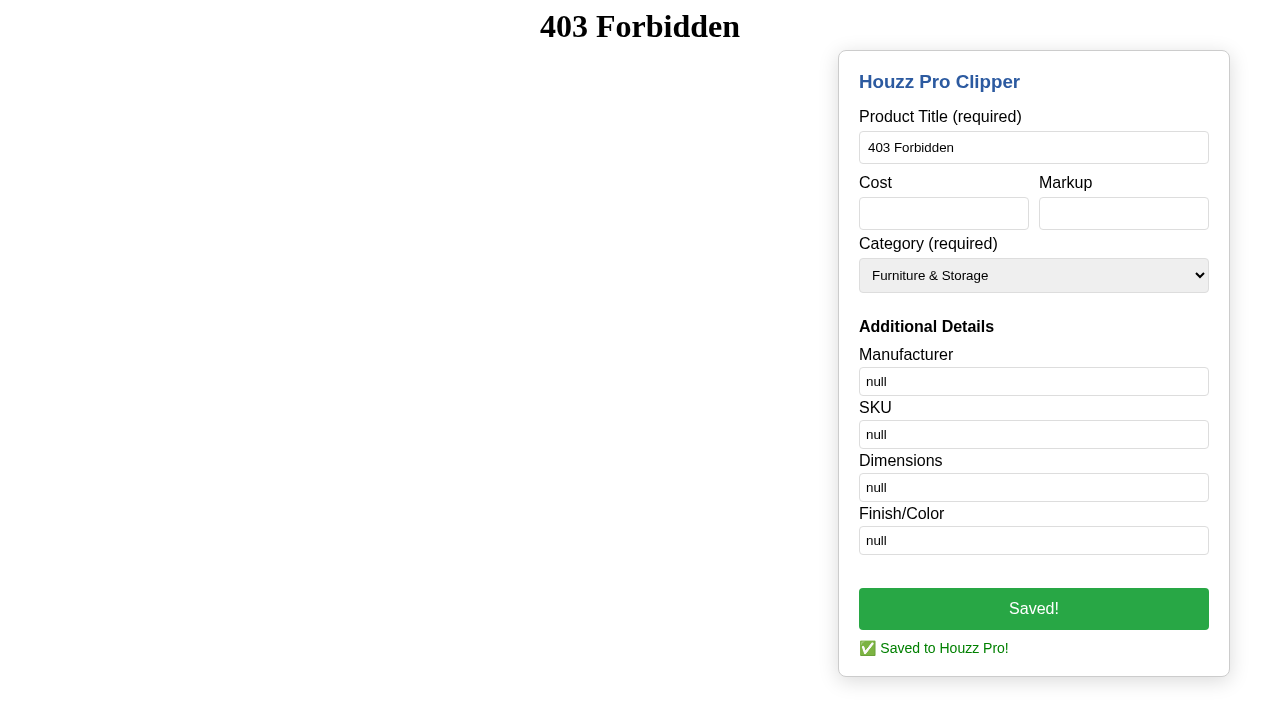 403 Forbidden
Houzz Pro Clipper
Product Title (required)
403 Forbidden
Cost Markup
Category (required)
Furniture & Storage
Additional Details
Manufacturer
null
SKU
null
Dimensions
null
Finish/Color
null
Saved!
✅ Saved to Houzz Pro!